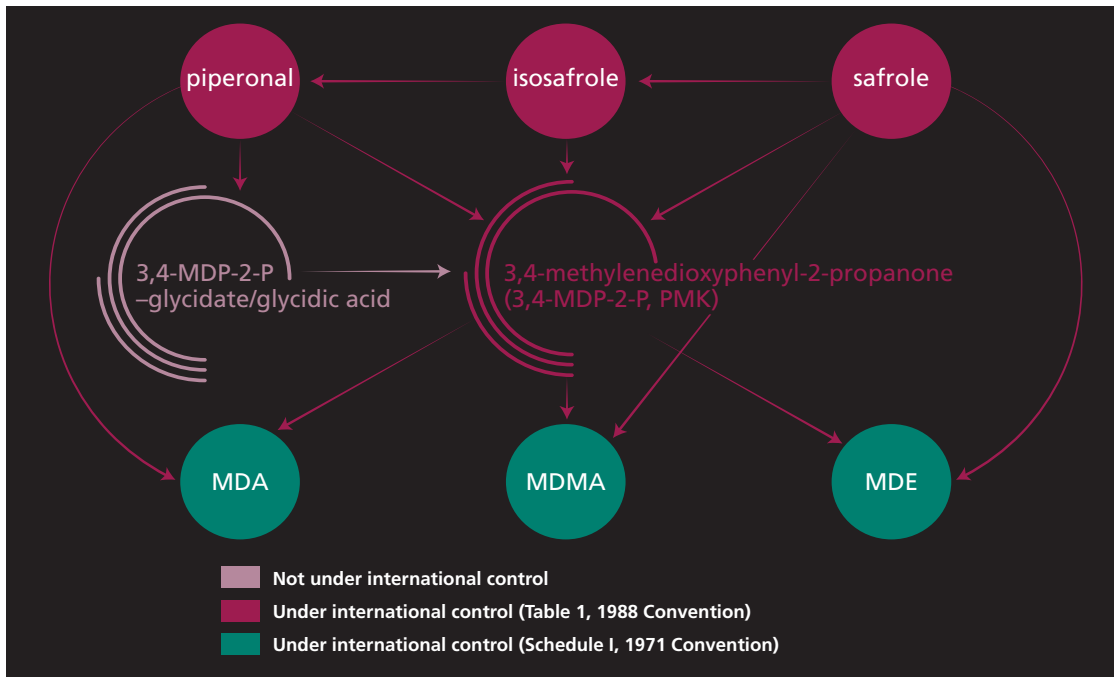 piperonal
isosafrole
safrole
3,4-MDP-2-P
–glycidate/glycidic acid
3,4-methylenedioxyphenyl-2-propanone
(3,4-MDP-2-P, PMK)
MDA
MDMA
MDE
Not under international control
Under international control (Table 1, 1988 Convention)
Under international control (Schedule I, 1971 Convention)